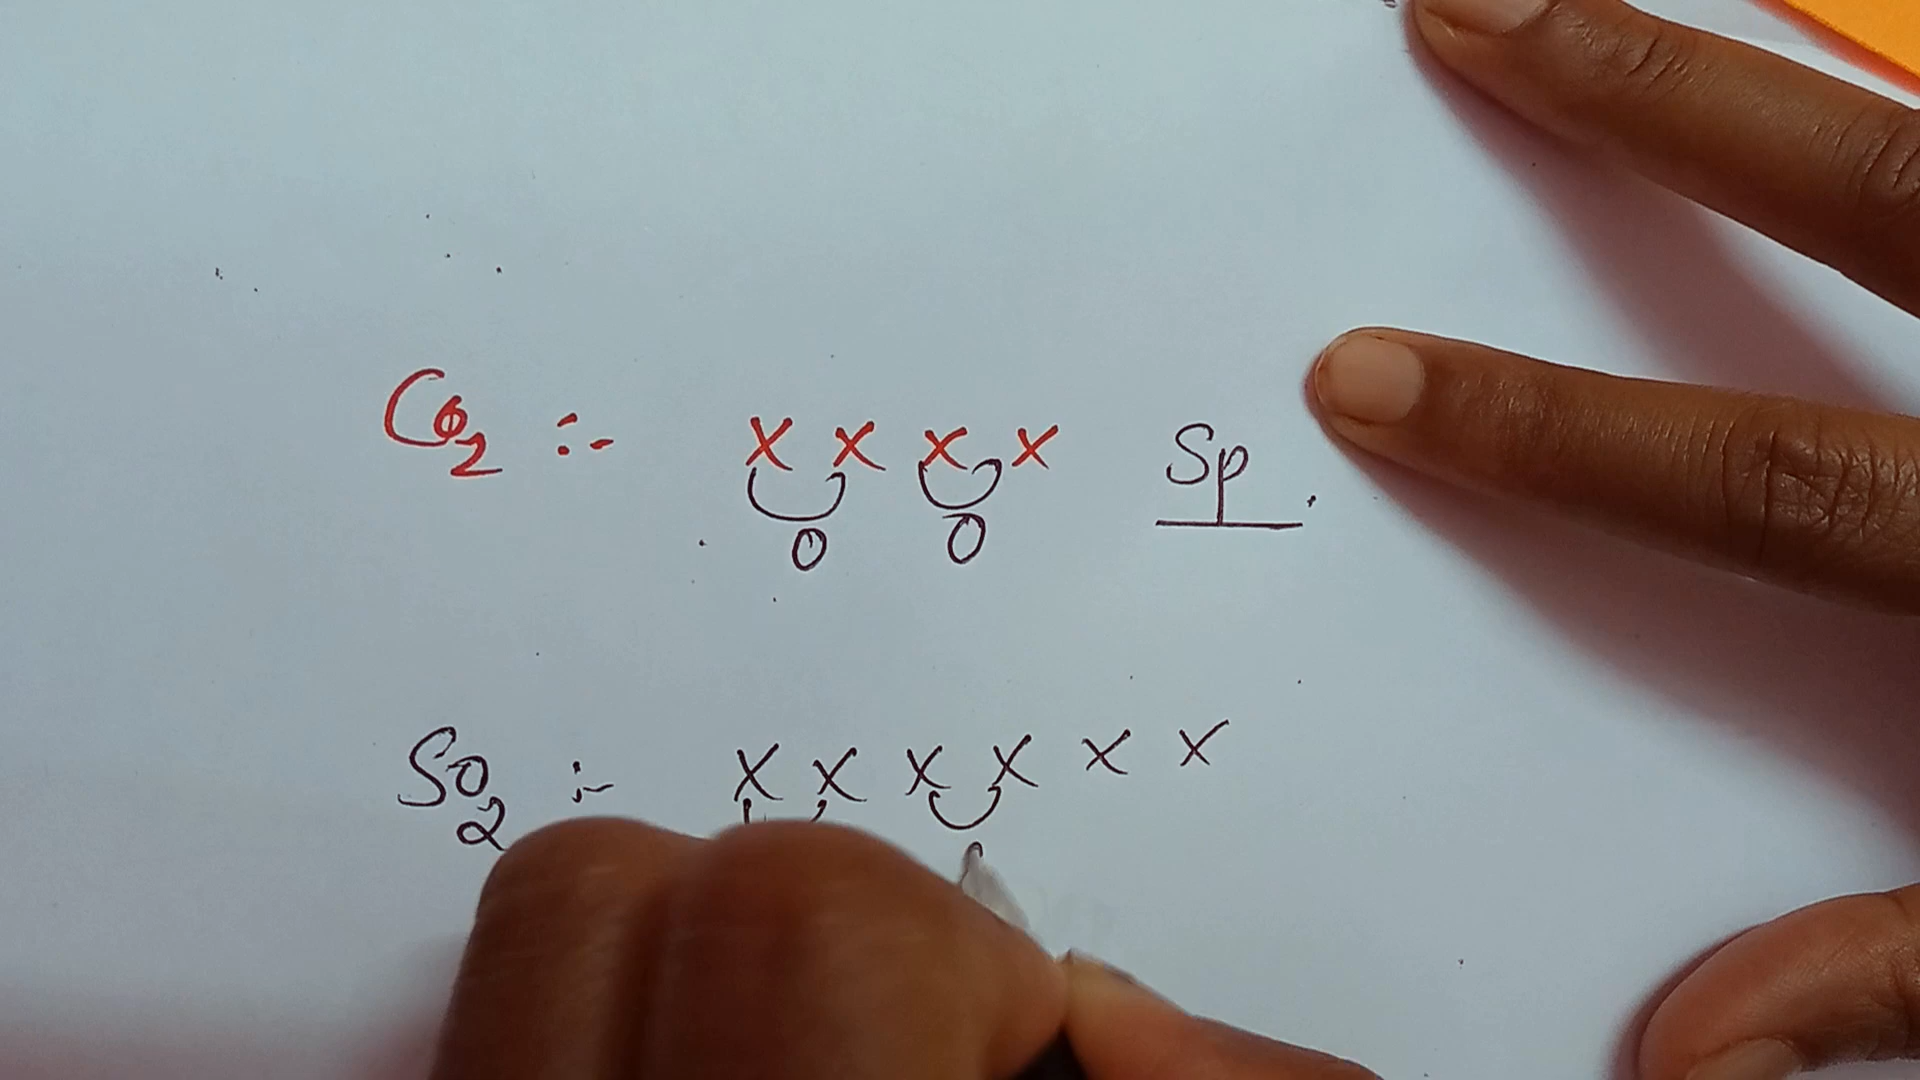 CO2 :- X X X X Sp
O O
SO2 :- X X X X X X